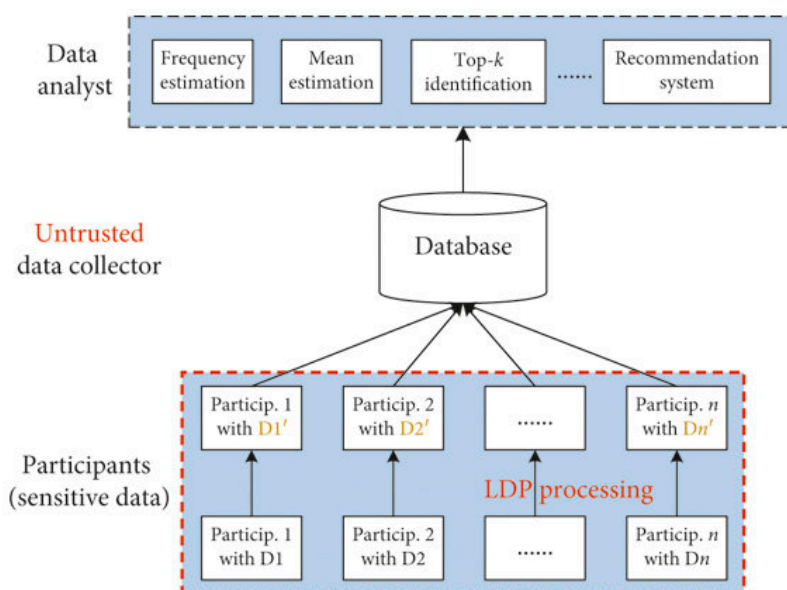 Data
analyst
Frequency
estimation
Mean
estimation
Top-k
identification
......
Recommendation
system
Untrusted
data collector
Database
Participants
(sensitive data)
Particip. 1
with D1′
Particip. 2
with D2′
......
Particip. n
with Dn′
LDP processing
Particip. 1
with D1
Particip. 2
with D2
......
Particip. n
with Dn